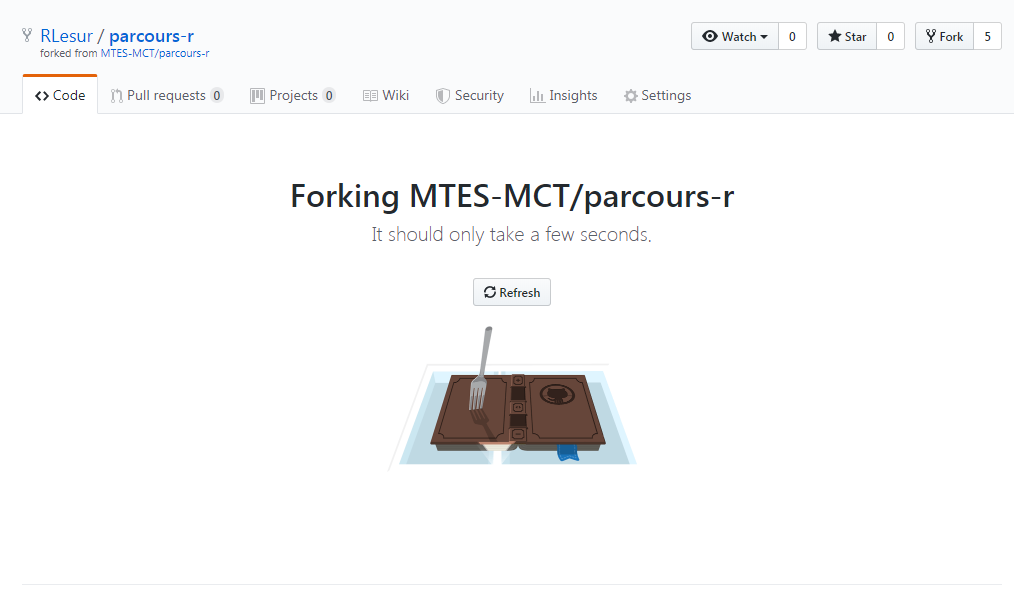 RLesur / parcours-r
forked from MTES-MCT/parcours-r
Watch 0 Star 0 Fork 5
Code Pull requests 0 Projects 0 Wiki Security Insights Settings
Forking MTES-MCT/parcours-r
It should only take a few seconds.
Refresh